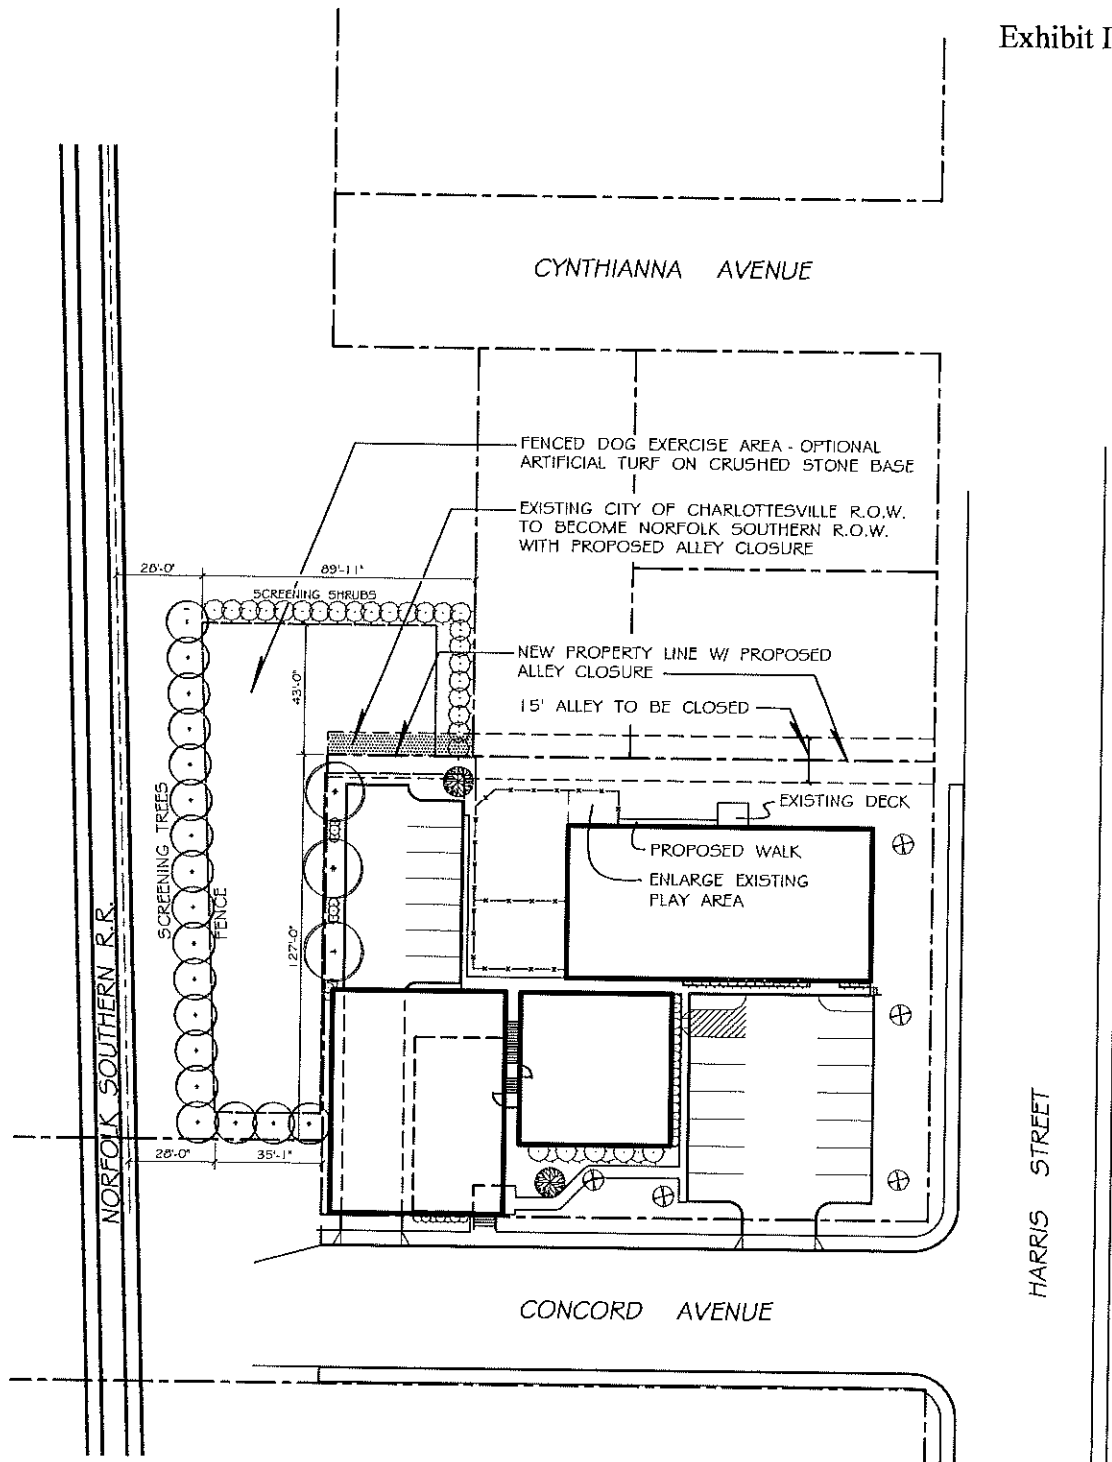 Exhibit I
CYNTHIANNA AVENUE
FENCED DOG EXERCISE AREA - OPTIONAL
ARTIFICIAL TURF ON CRUSHED STONE BASE
EXISTING CITY OF CHARLOTTESVILLE R.O.W.
TO BECOME NORFOLK SOUTHERN R.O.W.
WITH PROPOSED ALLEY CLOSURE
28'-0"
89'-11"
SCREENING SHRUBS
NEW PROPERTY LINE W/ PROPOSED
ALLEY CLOSURE
43'-0"
15' ALLEY TO BE CLOSED
EXISTING DECK
PROPOSED WALK
ENLARGE EXISTING
PLAY AREA
SCREENING TREES
FENCE
127'-0"
NORFOLK SOUTHERN R.R.
28'-0"
35'-1"
HARRIS STREET
CONCORD AVENUE